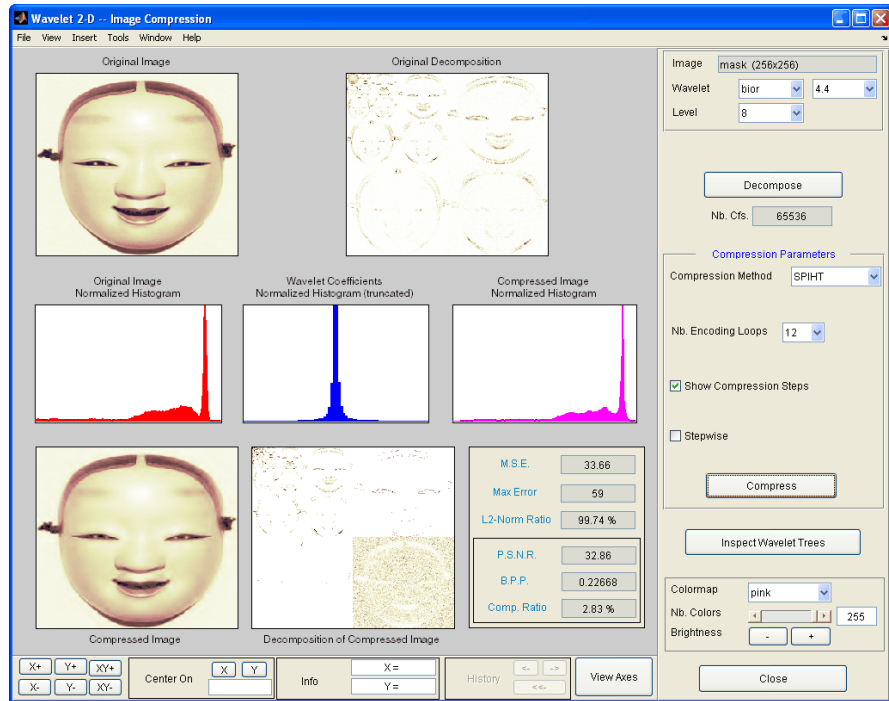 Wavelet 2-D -- Image Compression
File View Insert Tools Window Help
Original Image
Original Decomposition
Original Image
Normalized Histogram
Wavelet Coefficients
Normalized Histogram (truncated)
Compressed Image
Normalized Histogram
M.S.E. 33.66
Max Error 59
L2-Norm Ratio 99.74 %
P.S.N.R. 32.86
B.P.P. 0.22668
Comp. Ratio 2.83 %
Compressed Image
Decomposition of Compressed Image
Image mask (256x256)
Wavelet bior 4.4
Level 8
Decompose
Nb. Cfs. 65536
Compression Parameters
Compression Method SPIHT
Nb. Encoding Loops 12
Show Compression Steps
Stepwise
Compress
Inspect Wavelet Trees
Colormap pink
Nb. Colors 255
Brightness - +
X+ Y+ XY+
X- Y- XY-
Center On X Y
Info X =
Y =
History <- ->
<<-
View Axes
Close